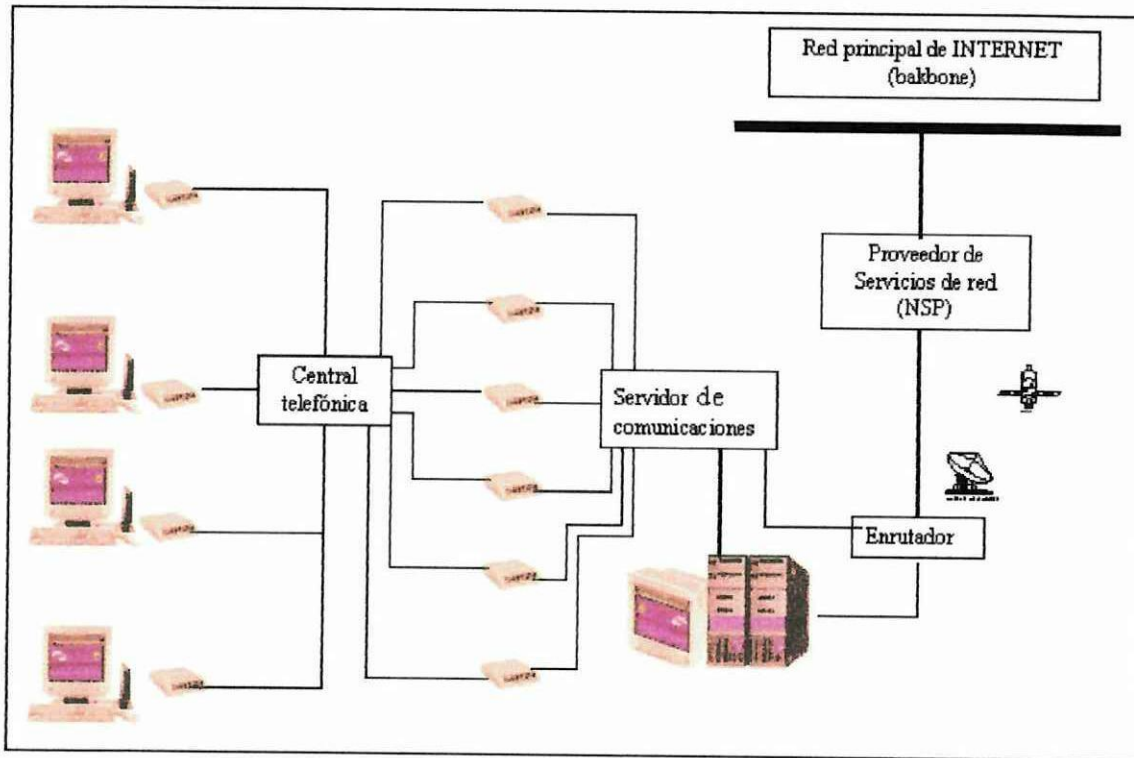 Red principal de INTERNET
(bakbone)
Proveedor de
Servicios de red
(NSP)
Central
telefónica
Servidor de
comunicaciones
Enrutador